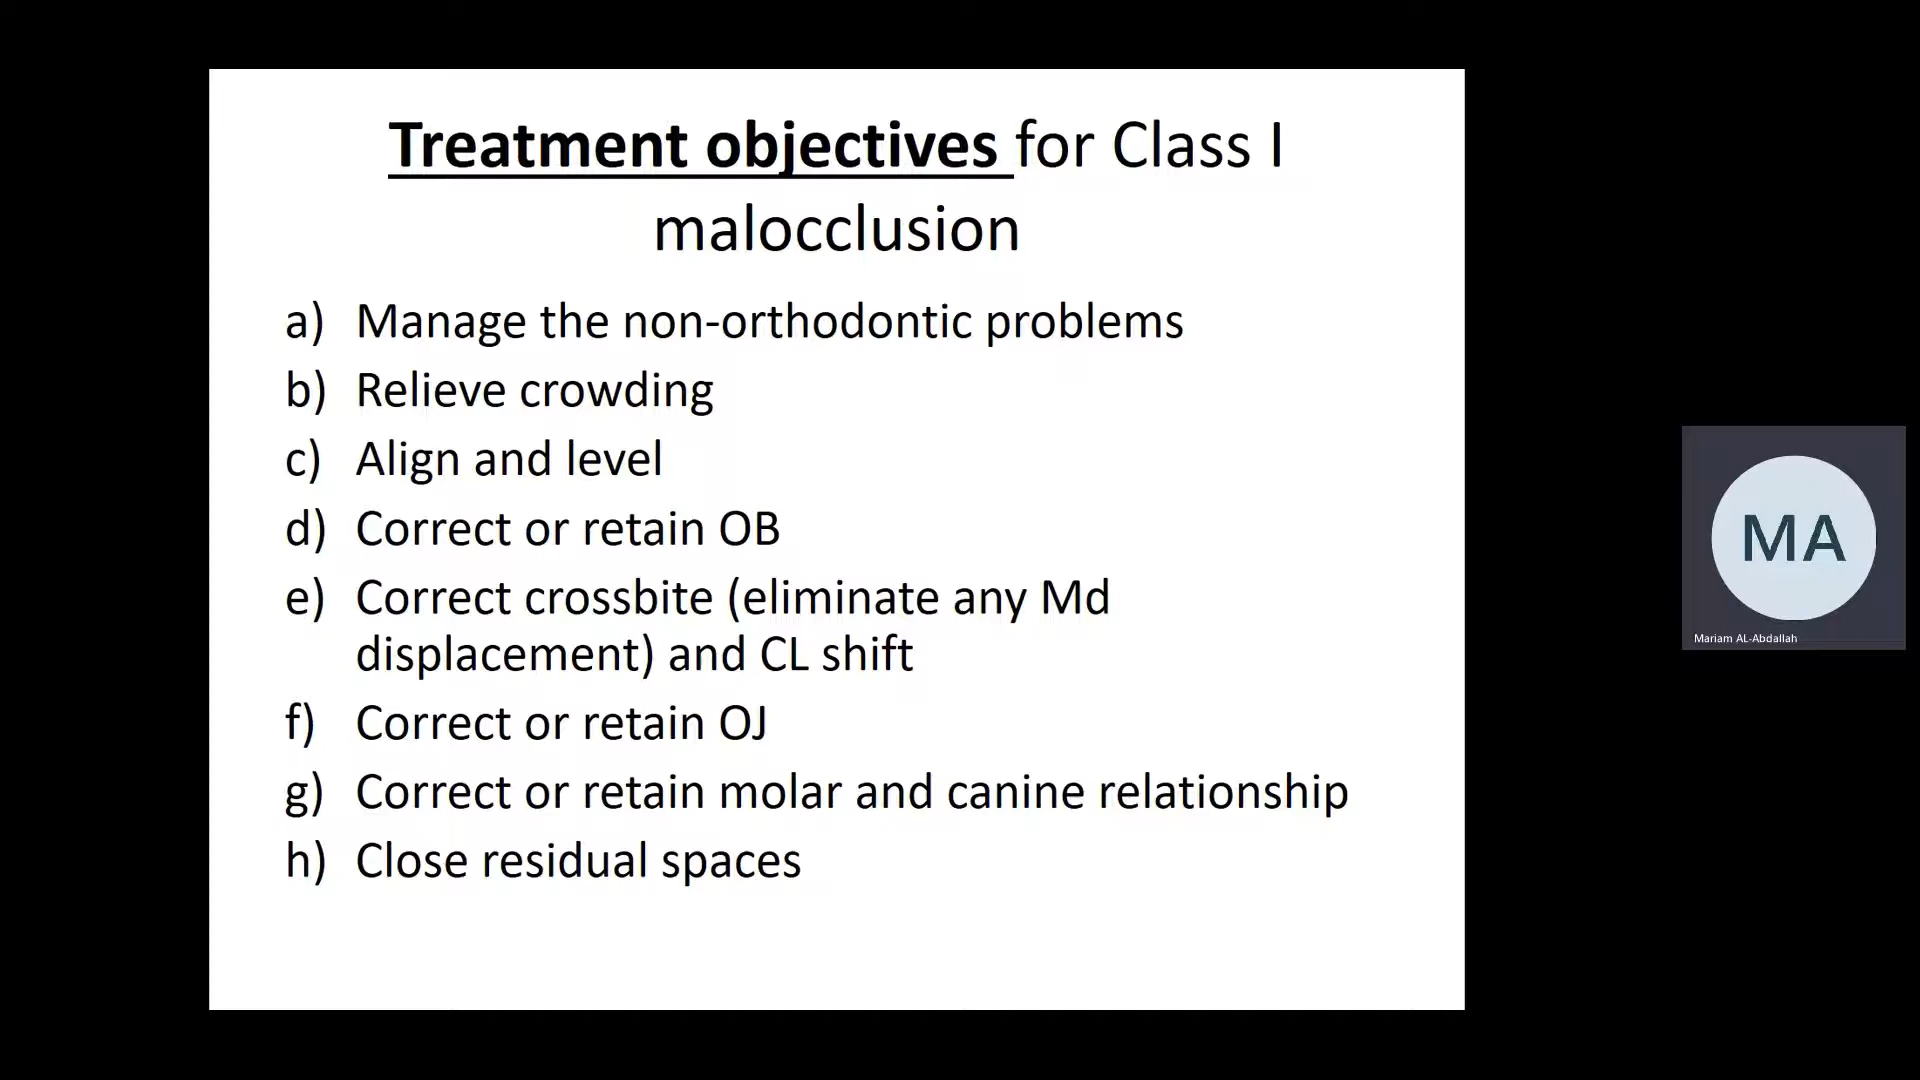 Treatment objectives for Class I
malocclusion
a) Manage the non-orthodontic problems
b) Relieve crowding
c) Align and level
d) Correct or retain OB
e) Correct crossbite (eliminate any Md
displacement) and CL shift
f) Correct or retain OJ
g) Correct or retain molar and canine relationship
h) Close residual spaces
MA
Mariam AL-Abdallah